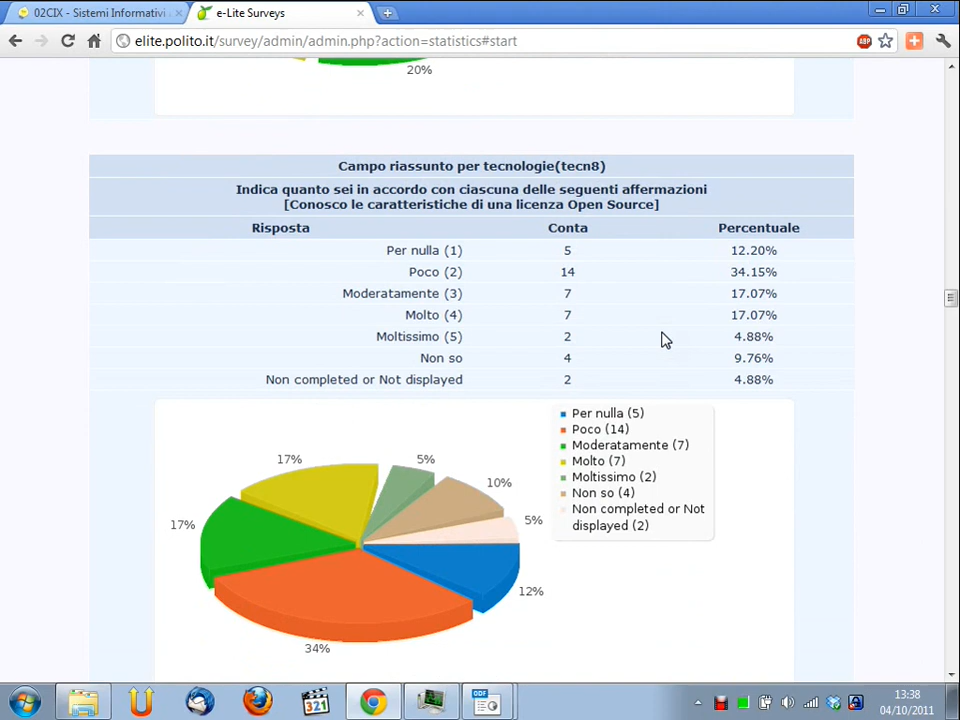 02CIX - Sistemi Informativi
e-Lite Surveys
elite.polito.it/survey/admin/admin.php?action=statistics#start
ABP
20%
Campo riassunto per tecnologie(tecn8)
Indica quanto sei in accordo con ciascuna delle seguenti affermazioni
[Conosco le caratteristiche di una licenza Open Source]
Risposta Conta Percentuale
Per nulla (1) 5 12.20%
Poco (2) 14 34.15%
Moderatamente (3) 7 17.07%
Molto (4) 7 17.07%
Moltissimo (5) 2 4.88%
Non so 4 9.76%
Non completed or Not displayed 2 4.88%
Per nulla (5)
Poco (14)
Moderatamente (7)
Molto (7)
Moltissimo (2)
Non so (4)
Non completed or Not
displayed (2)
17%
5%
10%
17%
5%
12%
34%
321
ODF
13:38
04/10/2011